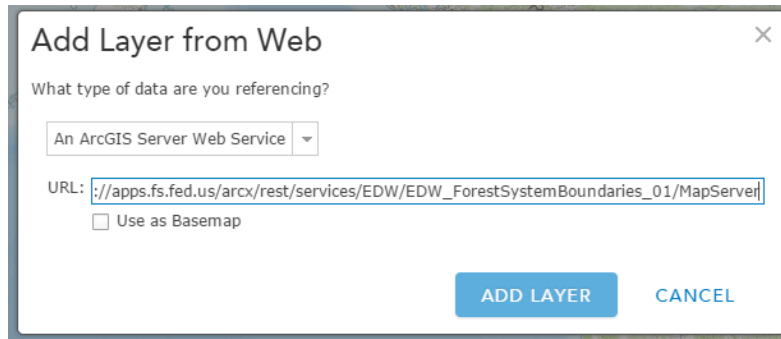 Add Layer from Web
What type of data are you referencing?
An ArcGIS Server Web Service
URL: ://apps.fs.fed.us/arcx/rest/services/EDW/EDW_ForestSystemBoundaries_01/MapServer
Use as Basemap
ADD LAYER CANCEL